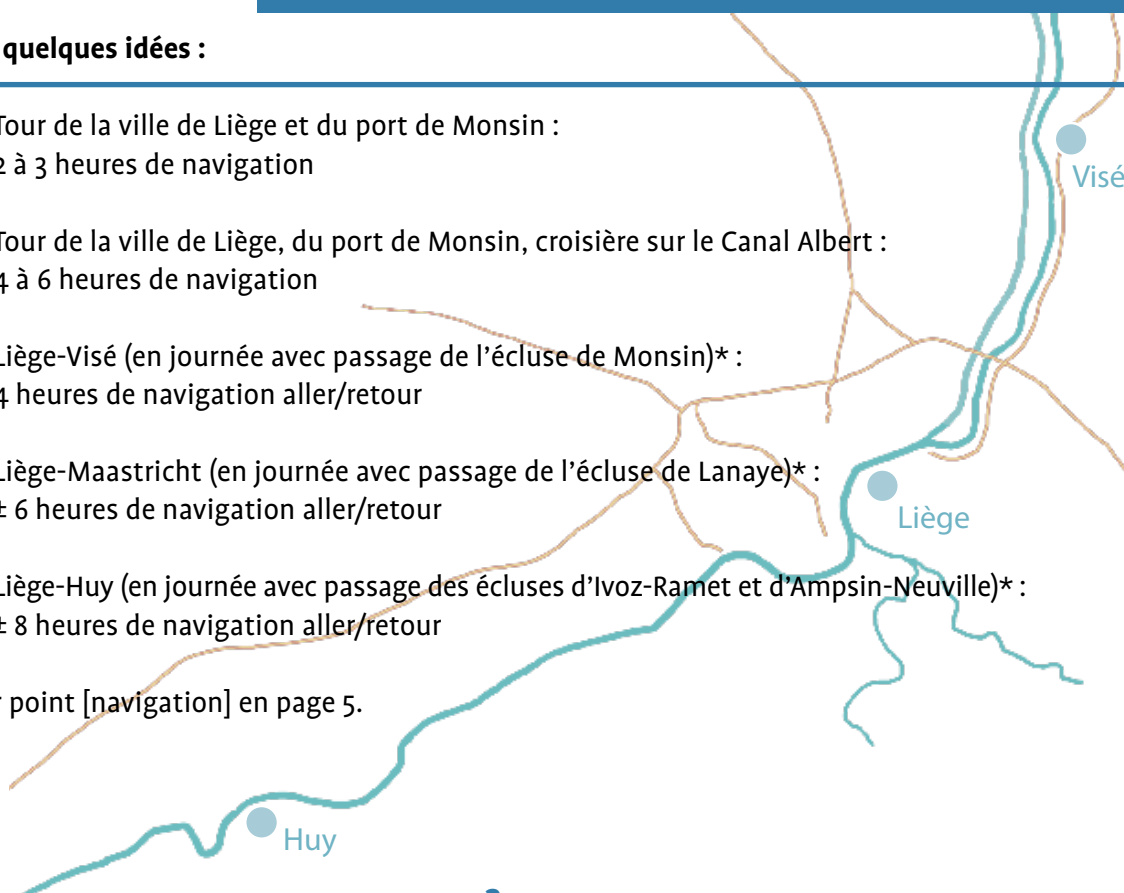 quelques idées :
Tour de la ville de Liège et du port de Monsin :
2 à 3 heures de navigation
Tour de la ville de Liège, du port de Monsin, croisière sur le Canal Albert :
4 à 6 heures de navigation
Liège-Visé (en journée avec passage de l’écluse de Monsin)* :
4 heures de navigation aller/retour
Liège-Maastricht (en journée avec passage de l’écluse de Lanaye)* :
± 6 heures de navigation aller/retour
Liège-Huy (en journée avec passage des écluses d’Ivoz-Ramet et d’Ampsin-Neuville)* :
± 8 heures de navigation aller/retour
point [navigation] en page 5.
Visé
Liège
Huy